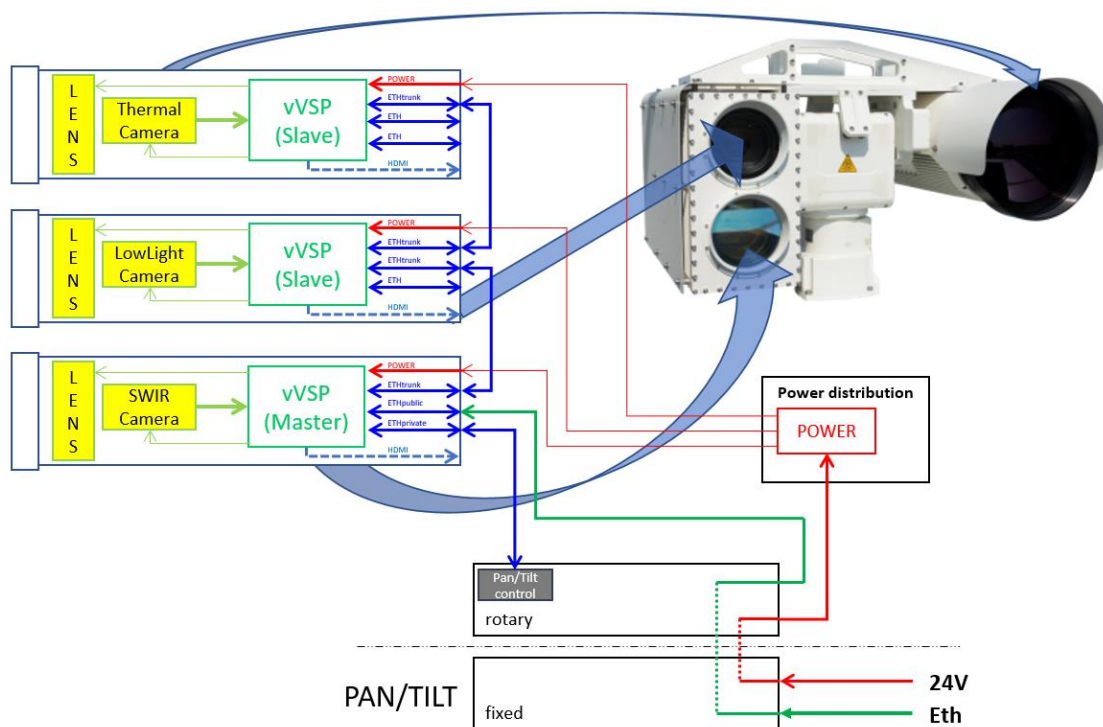 L
E
N
S
Thermal
Camera
vVSP
(Slave)
POWER
ETHtrunk
ETH
ETH
HDMI
L
E
N
S
LowLight
Camera
vVSP
(Slave)
POWER
ETHtrunk
ETHtrunk
ETH
HDMI
L
E
N
S
SWIR
Camera
vVSP
(Master)
POWER
ETHtrunk
ETHpublic
ETHprivate
HDMI
Power distribution
POWER
Pan/Tilt
control
rotary
PAN/TILT
fixed
24V
Eth